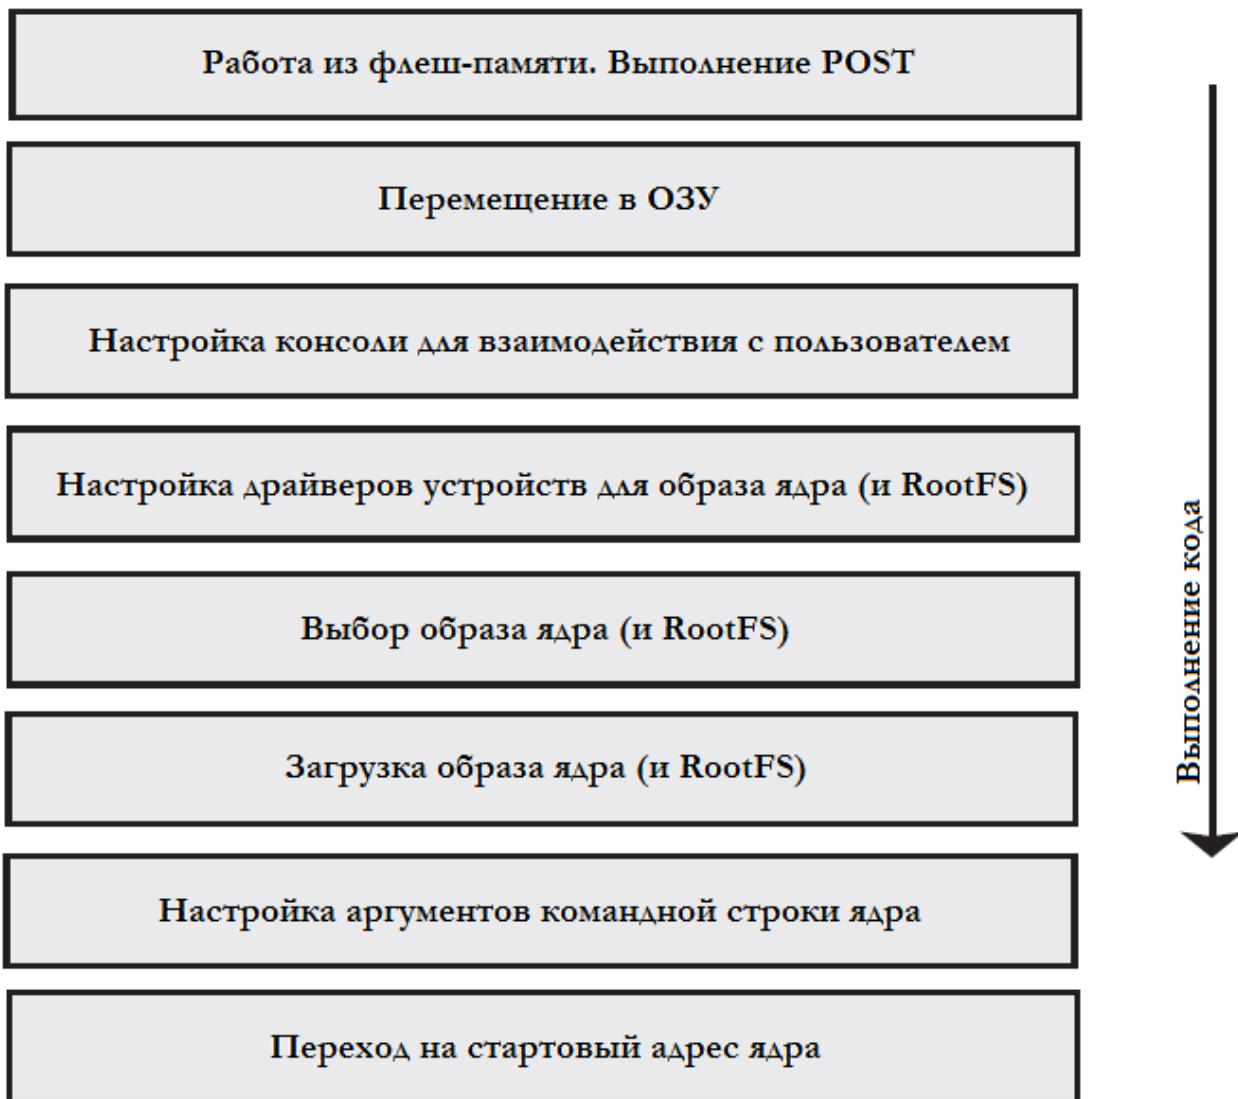 Работа из флеш-памяти. Выполнение POST
Перемещение в ОЗУ
Настройка консоли для взаимодействия с пользователем
Настройка драйверов устройств для образа ядра (и RootFS)
Выбор образа ядра (и RootFS)
Загрузка образа ядра (и RootFS)
Настройка аргументов командной строки ядра
Переход на стартовый адрес ядра
Выполнение кода